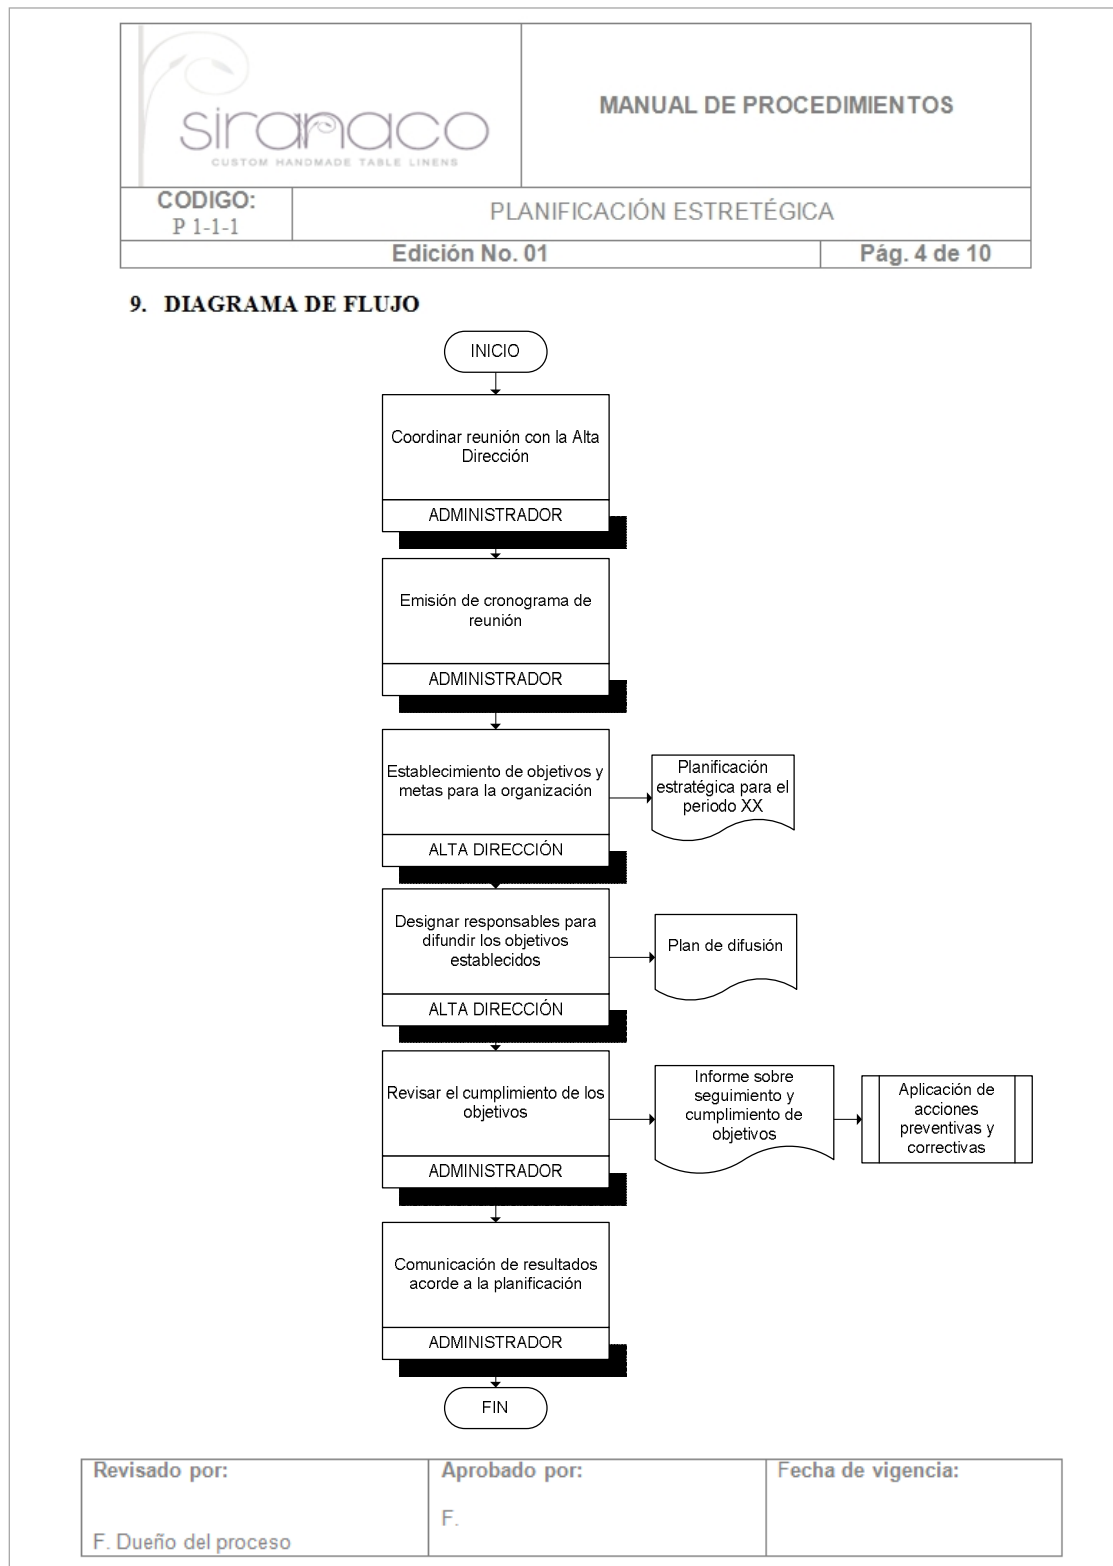 siranaco
CUSTOM HANDMADE TABLE LINENS
MANUAL DE PROCEDIMIENTOS
CODIGO:
P 1-1-1
PLANIFICACIÓN ESTRETÉGICA
Edición No. 01
Pág. 4 de 10
9. DIAGRAMA DE FLUJO
INICIO
Coordinar reunión con la Alta
Dirección
ADMINISTRADOR
Emisión de cronograma de
reunión
ADMINISTRADOR
Establecimiento de objetivos y
metas para la organización
ALTA DIRECCIÓN
Planificación
estratégica para el
periodo XX
Designar responsables para
difundir los objetivos
establecidos
ALTA DIRECCIÓN
Plan de difusión
Revisar el cumplimiento de los
objetivos
ADMINISTRADOR
Informe sobre
seguimiento y
cumplimiento de
objetivos
Aplicación de
acciones
preventivas y
correctivas
Comunicación de resultados
acorde a la planificación
ADMINISTRADOR
FIN
Revisado por:
F. Dueño del proceso
Aprobado por:
F.
Fecha de vigencia: